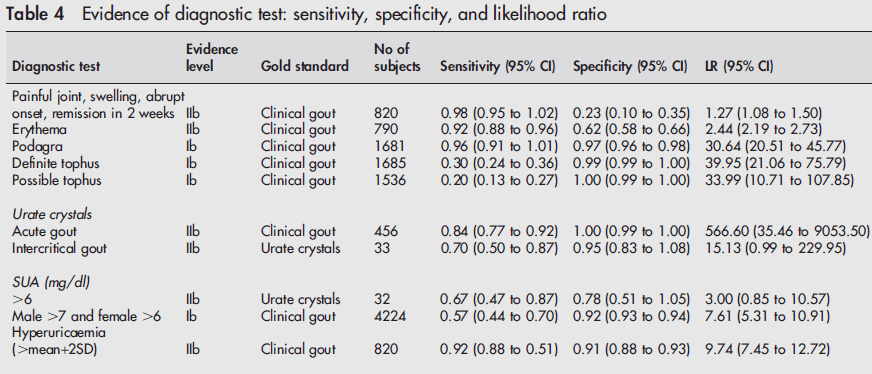 Table 4 Evidence of diagnostic test: sensitivity, specificity, and likelihood ratio
Diagnostic test Evidence level Gold standard No of subjects Sensitivity (95% CI) Specificity (95% CI) LR (95% CI)
Painful joint, swelling, abrupt
onset, remission in 2 weeks IIb Clinical gout 820 0.98 (0.95 to 1.02) 0.23 (0.10 to 0.35) 1.27 (1.08 to 1.50)
Erythema IIb Clinical gout 790 0.92 (0.88 to 0.96) 0.62 (0.58 to 0.66) 2.44 (2.19 to 2.73)
Podagra Ib Clinical gout 1681 0.96 (0.91 to 1.01) 0.97 (0.96 to 0.98) 30.64 (20.51 to 45.77)
Definite tophus Ib Clinical gout 1685 0.30 (0.24 to 0.36) 0.99 (0.99 to 1.00) 39.95 (21.06 to 75.79)
Possible tophus Ib Clinical gout 1536 0.20 (0.13 to 0.27) 1.00 (0.99 to 1.00) 33.99 (10.71 to 107.85)
Urate crystals
Acute gout IIb Clinical gout 456 0.84 (0.77 to 0.92) 1.00 (0.99 to 1.00) 566.60 (35.46 to 9053.50)
Intercritical gout IIb Urate crystals 33 0.70 (0.50 to 0.87) 0.95 (0.83 to 1.08) 15.13 (0.99 to 229.95)
SUA (mg/dl)
>6 IIb Urate crystals 32 0.67 (0.47 to 0.87) 0.78 (0.51 to 1.05) 3.00 (0.85 to 10.57)
Male >7 and female >6 Ib Clinical gout 4224 0.57 (0.44 to 0.70) 0.92 (0.93 to 0.94) 7.61 (5.31 to 10.91)
Hyperuricaemia
(>mean+2SD) IIb Clinical gout 820 0.92 (0.88 to 0.51) 0.91 (0.88 to 0.93) 9.74 (7.45 to 12.72)